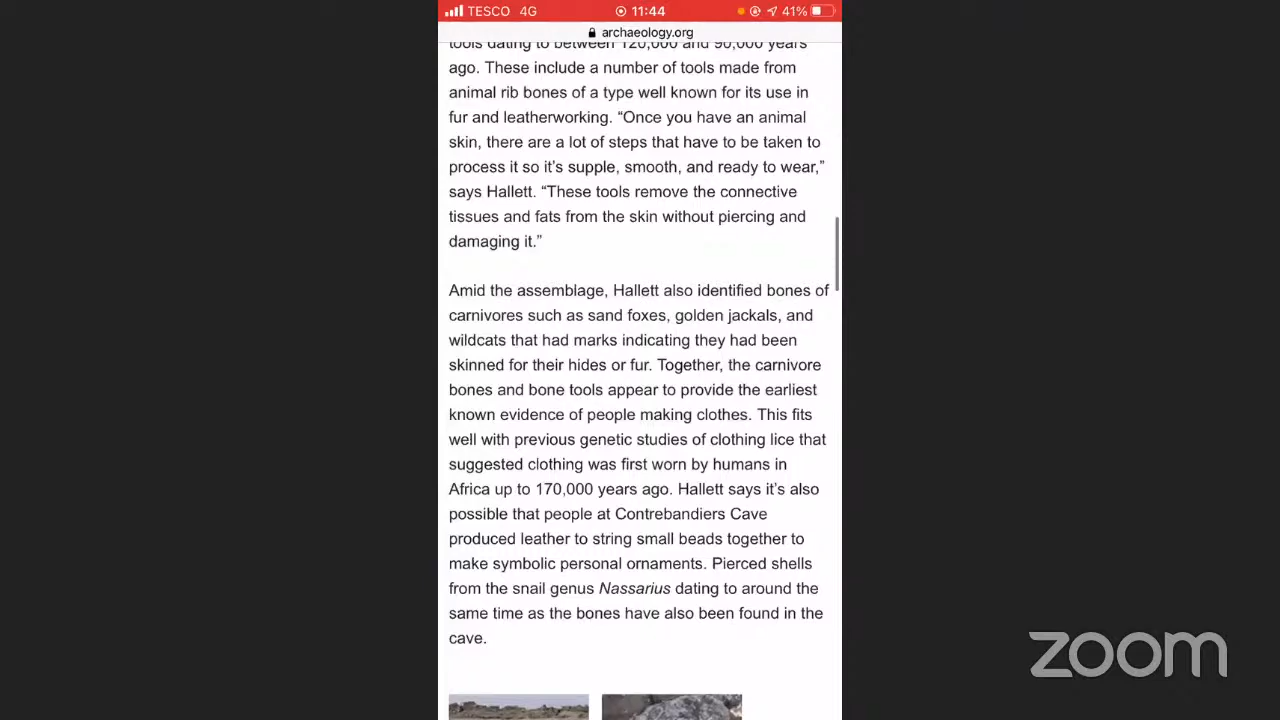 TESCO 4G 11:44 41%
archaeology.org
tools dating to between 120,000 and 90,000 years
ago. These include a number of tools made from
animal rib bones of a type well known for its use in
fur and leatherworking. “Once you have an animal
skin, there are a lot of steps that have to be taken to
process it so it’s supple, smooth, and ready to wear,”
says Hallett. “These tools remove the connective
tissues and fats from the skin without piercing and
damaging it.”
Amid the assemblage, Hallett also identified bones of
carnivores such as sand foxes, golden jackals, and
wildcats that had marks indicating they had been
skinned for their hides or fur. Together, the carnivore
bones and bone tools appear to provide the earliest
known evidence of people making clothes. This fits
well with previous genetic studies of clothing lice that
suggested clothing was first worn by humans in
Africa up to 170,000 years ago. Hallett says it’s also
possible that people at Contrebandiers Cave
produced leather to string small beads together to
make symbolic personal ornaments. Pierced shells
from the snail genus Nassarius dating to around the
same time as the bones have also been found in the
cave.
zoom